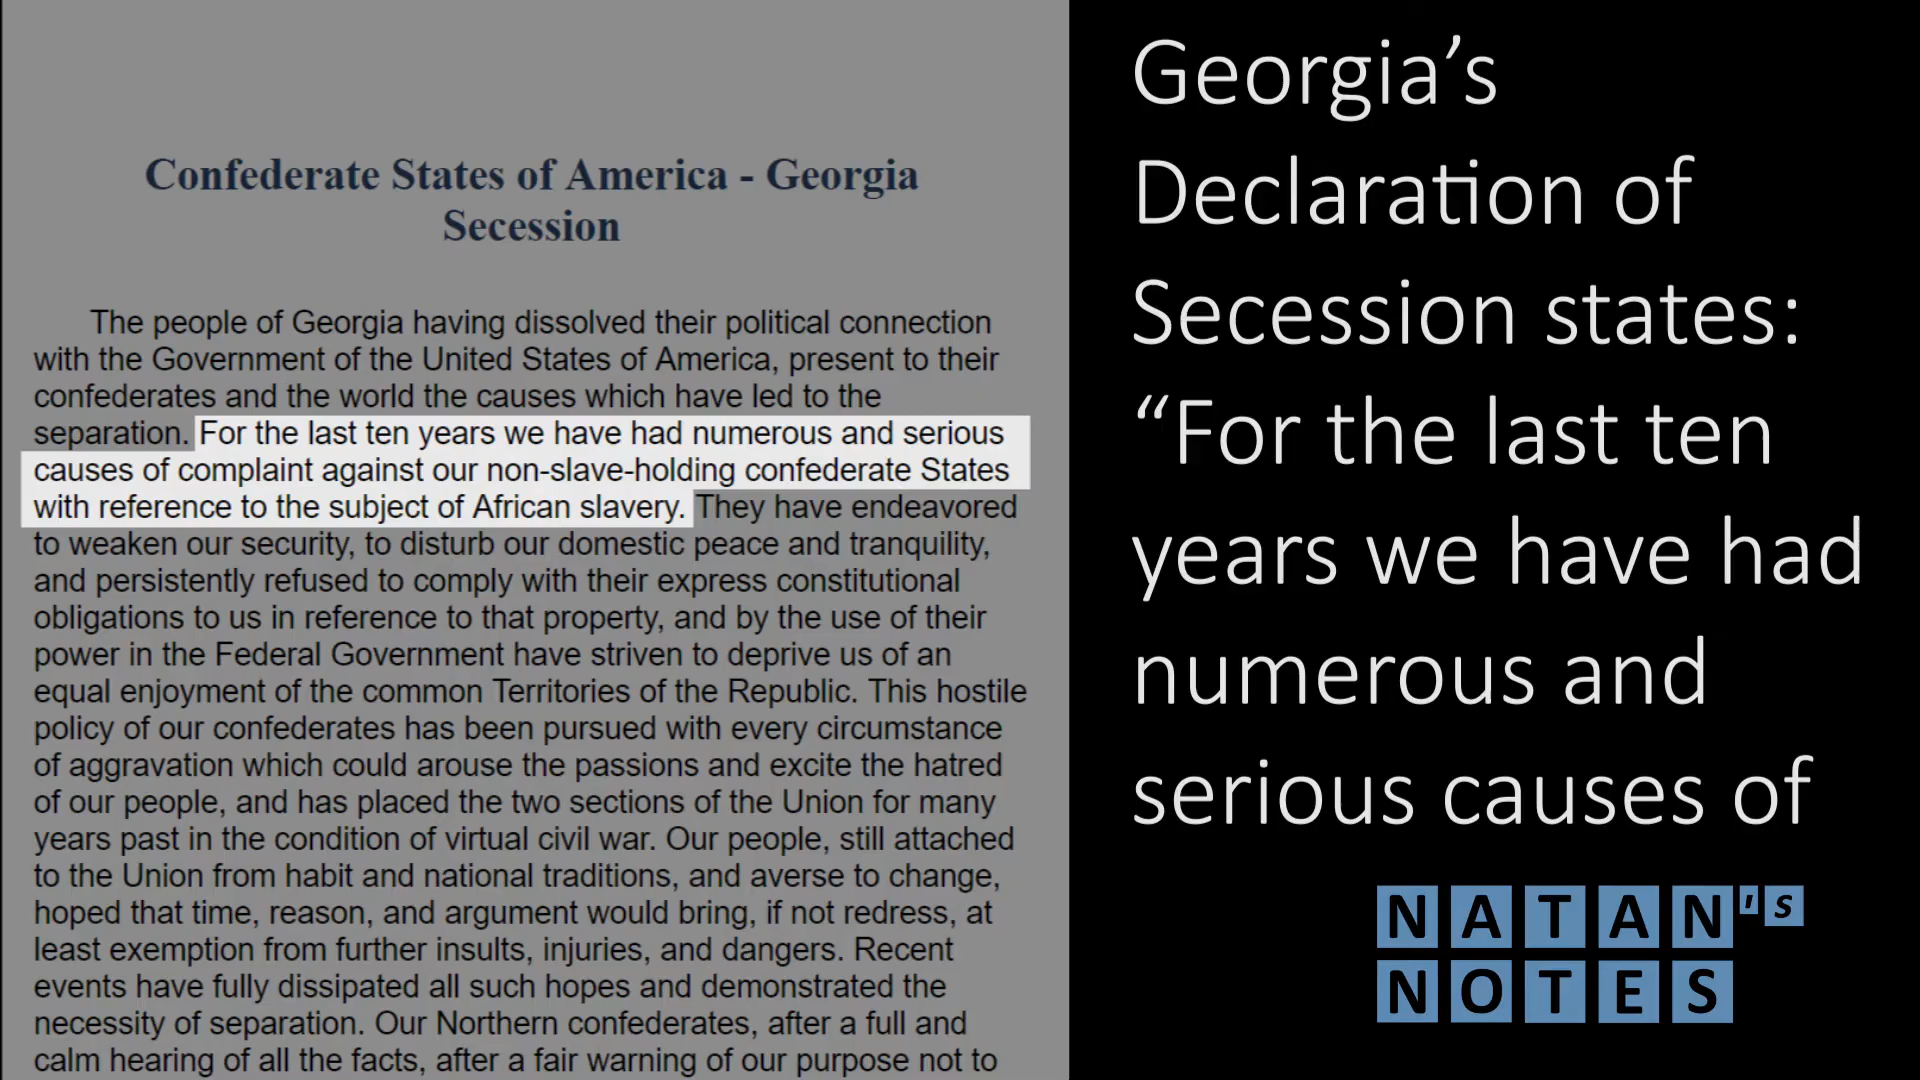 Confederate States of America - Georgia
Secession
The people of Georgia having dissolved their political connection
with the Government of the United States of America, present to their
confederates and the world the causes which have led to the
separation. For the last ten years we have had numerous and serious
causes of complaint against our non-slave-holding confederate States
with reference to the subject of African slavery. They have endeavored
to weaken our security, to disturb our domestic peace and tranquility,
and persistently refused to comply with their express constitutional
obligations to us in reference to that property, and by the use of their
power in the Federal Government have striven to deprive us of an
equal enjoyment of the common Territories of the Republic. This hostile
policy of our confederates has been pursued with every circumstance
of aggravation which could arouse the passions and excite the hatred
of our people, and has placed the two sections of the Union for many
years past in the condition of virtual civil war. Our people, still attached
to the Union from habit and national traditions, and averse to change,
hoped that time, reason, and argument would bring, if not redress, at
least exemption from further insults, injuries, and dangers. Recent
events have fully dissipated all such hopes and demonstrated the
necessity of separation. Our Northern confederates, after a full and
calm hearing of all the facts, after a fair warning of our purpose not to
Georgia’s
Declaration of
Secession states:
“For the last ten
years we have had
numerous and
serious causes of
NATAN's
NOTES